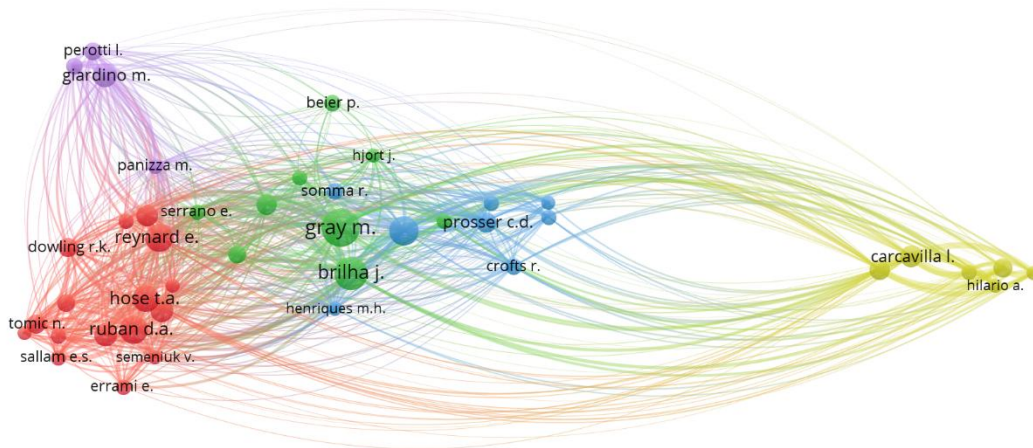 perotti l.
giardino m.
beier p.
hjort j.
panizza m.
somma r.
serrano e.
gray m.
prosser c.d.
reynard e.
dowling r.k.
carcavilla l.
crofts r.
brilha j.
hilario a.
hose t.a.
henriques m.h.
tomic n.
ruban d.a.
sallam e.s.
semeniuk v.
errami e.